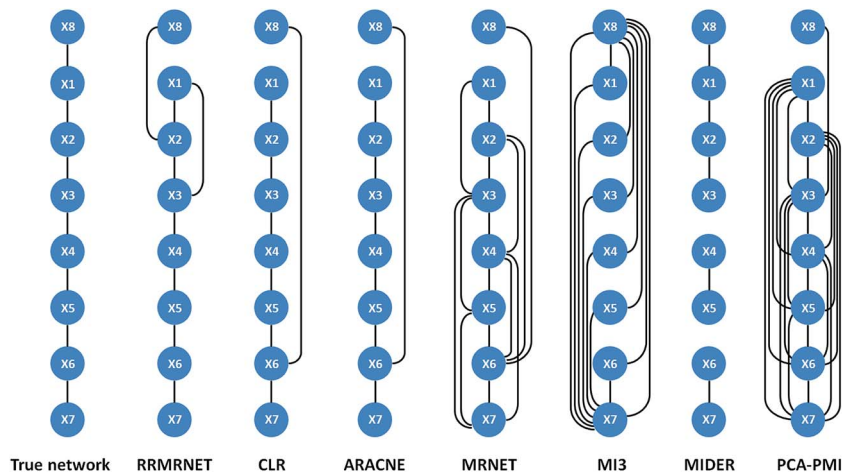 X8 X8 X8 X8 X8 X8 X8 X8
X1 X1 X1 X1 X1 X1 X1 X1
X2 X2 X2 X2 X2 X2 X2 X2
X3 X3 X3 X3 X3 X3 X3 X3
X4 X4 X4 X4 X4 X4 X4 X4
X5 X5 X5 X5 X5 X5 X5 X5
X6 X6 X6 X6 X6 X6 X6 X6
X7 X7 X7 X7 X7 X7 X7 X7
True network RRMRNET CLR ARACNE MRNET MI3 MIDER PCA-PMI